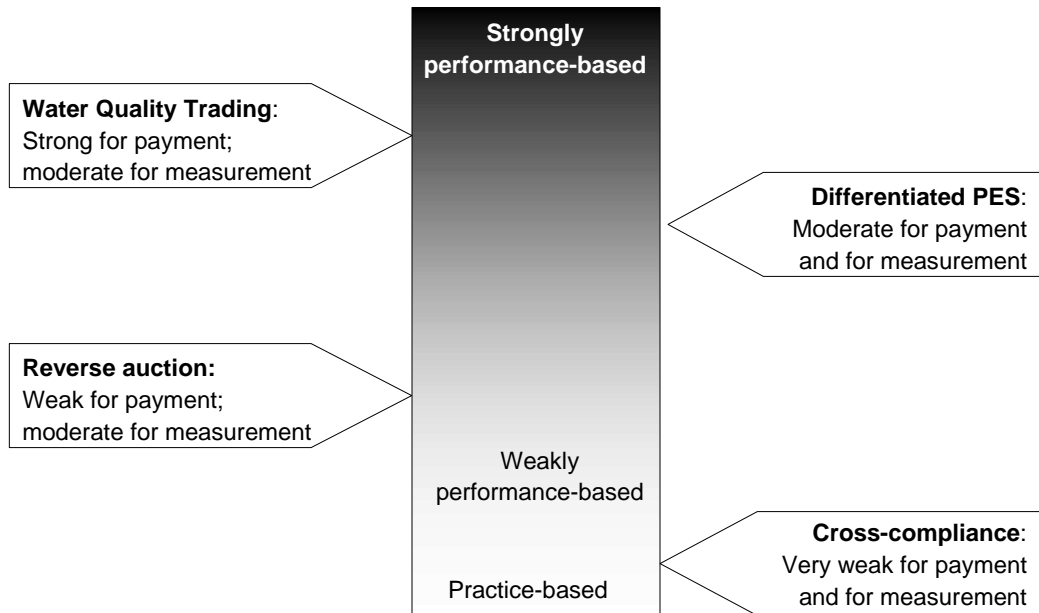 Strongly
performance-based
Water Quality Trading:
Strong for payment;
moderate for measurement
Differentiated PES:
Moderate for payment
and for measurement
Reverse auction:
Weak for payment;
moderate for measurement
Weakly
performance-based
Cross-compliance:
Very weak for payment
and for measurement
Practice-based